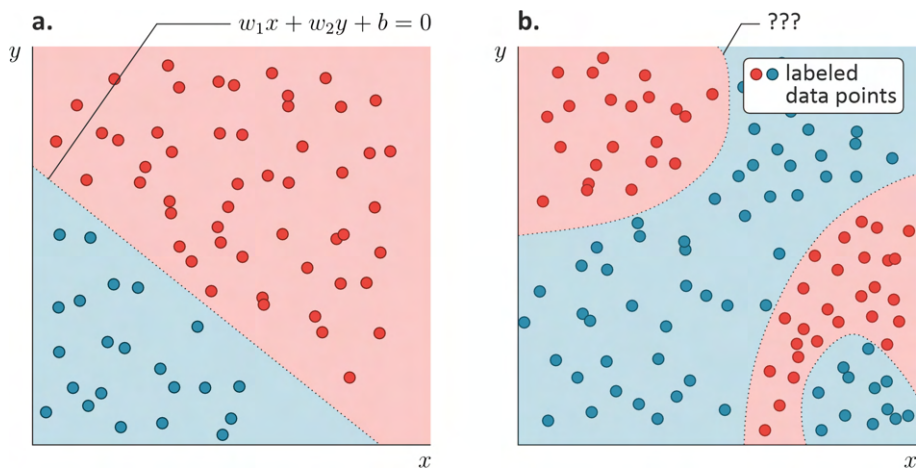 a.
w₁x + w₂y + b = 0
y
x
b.
???
y
labeled
data points
x